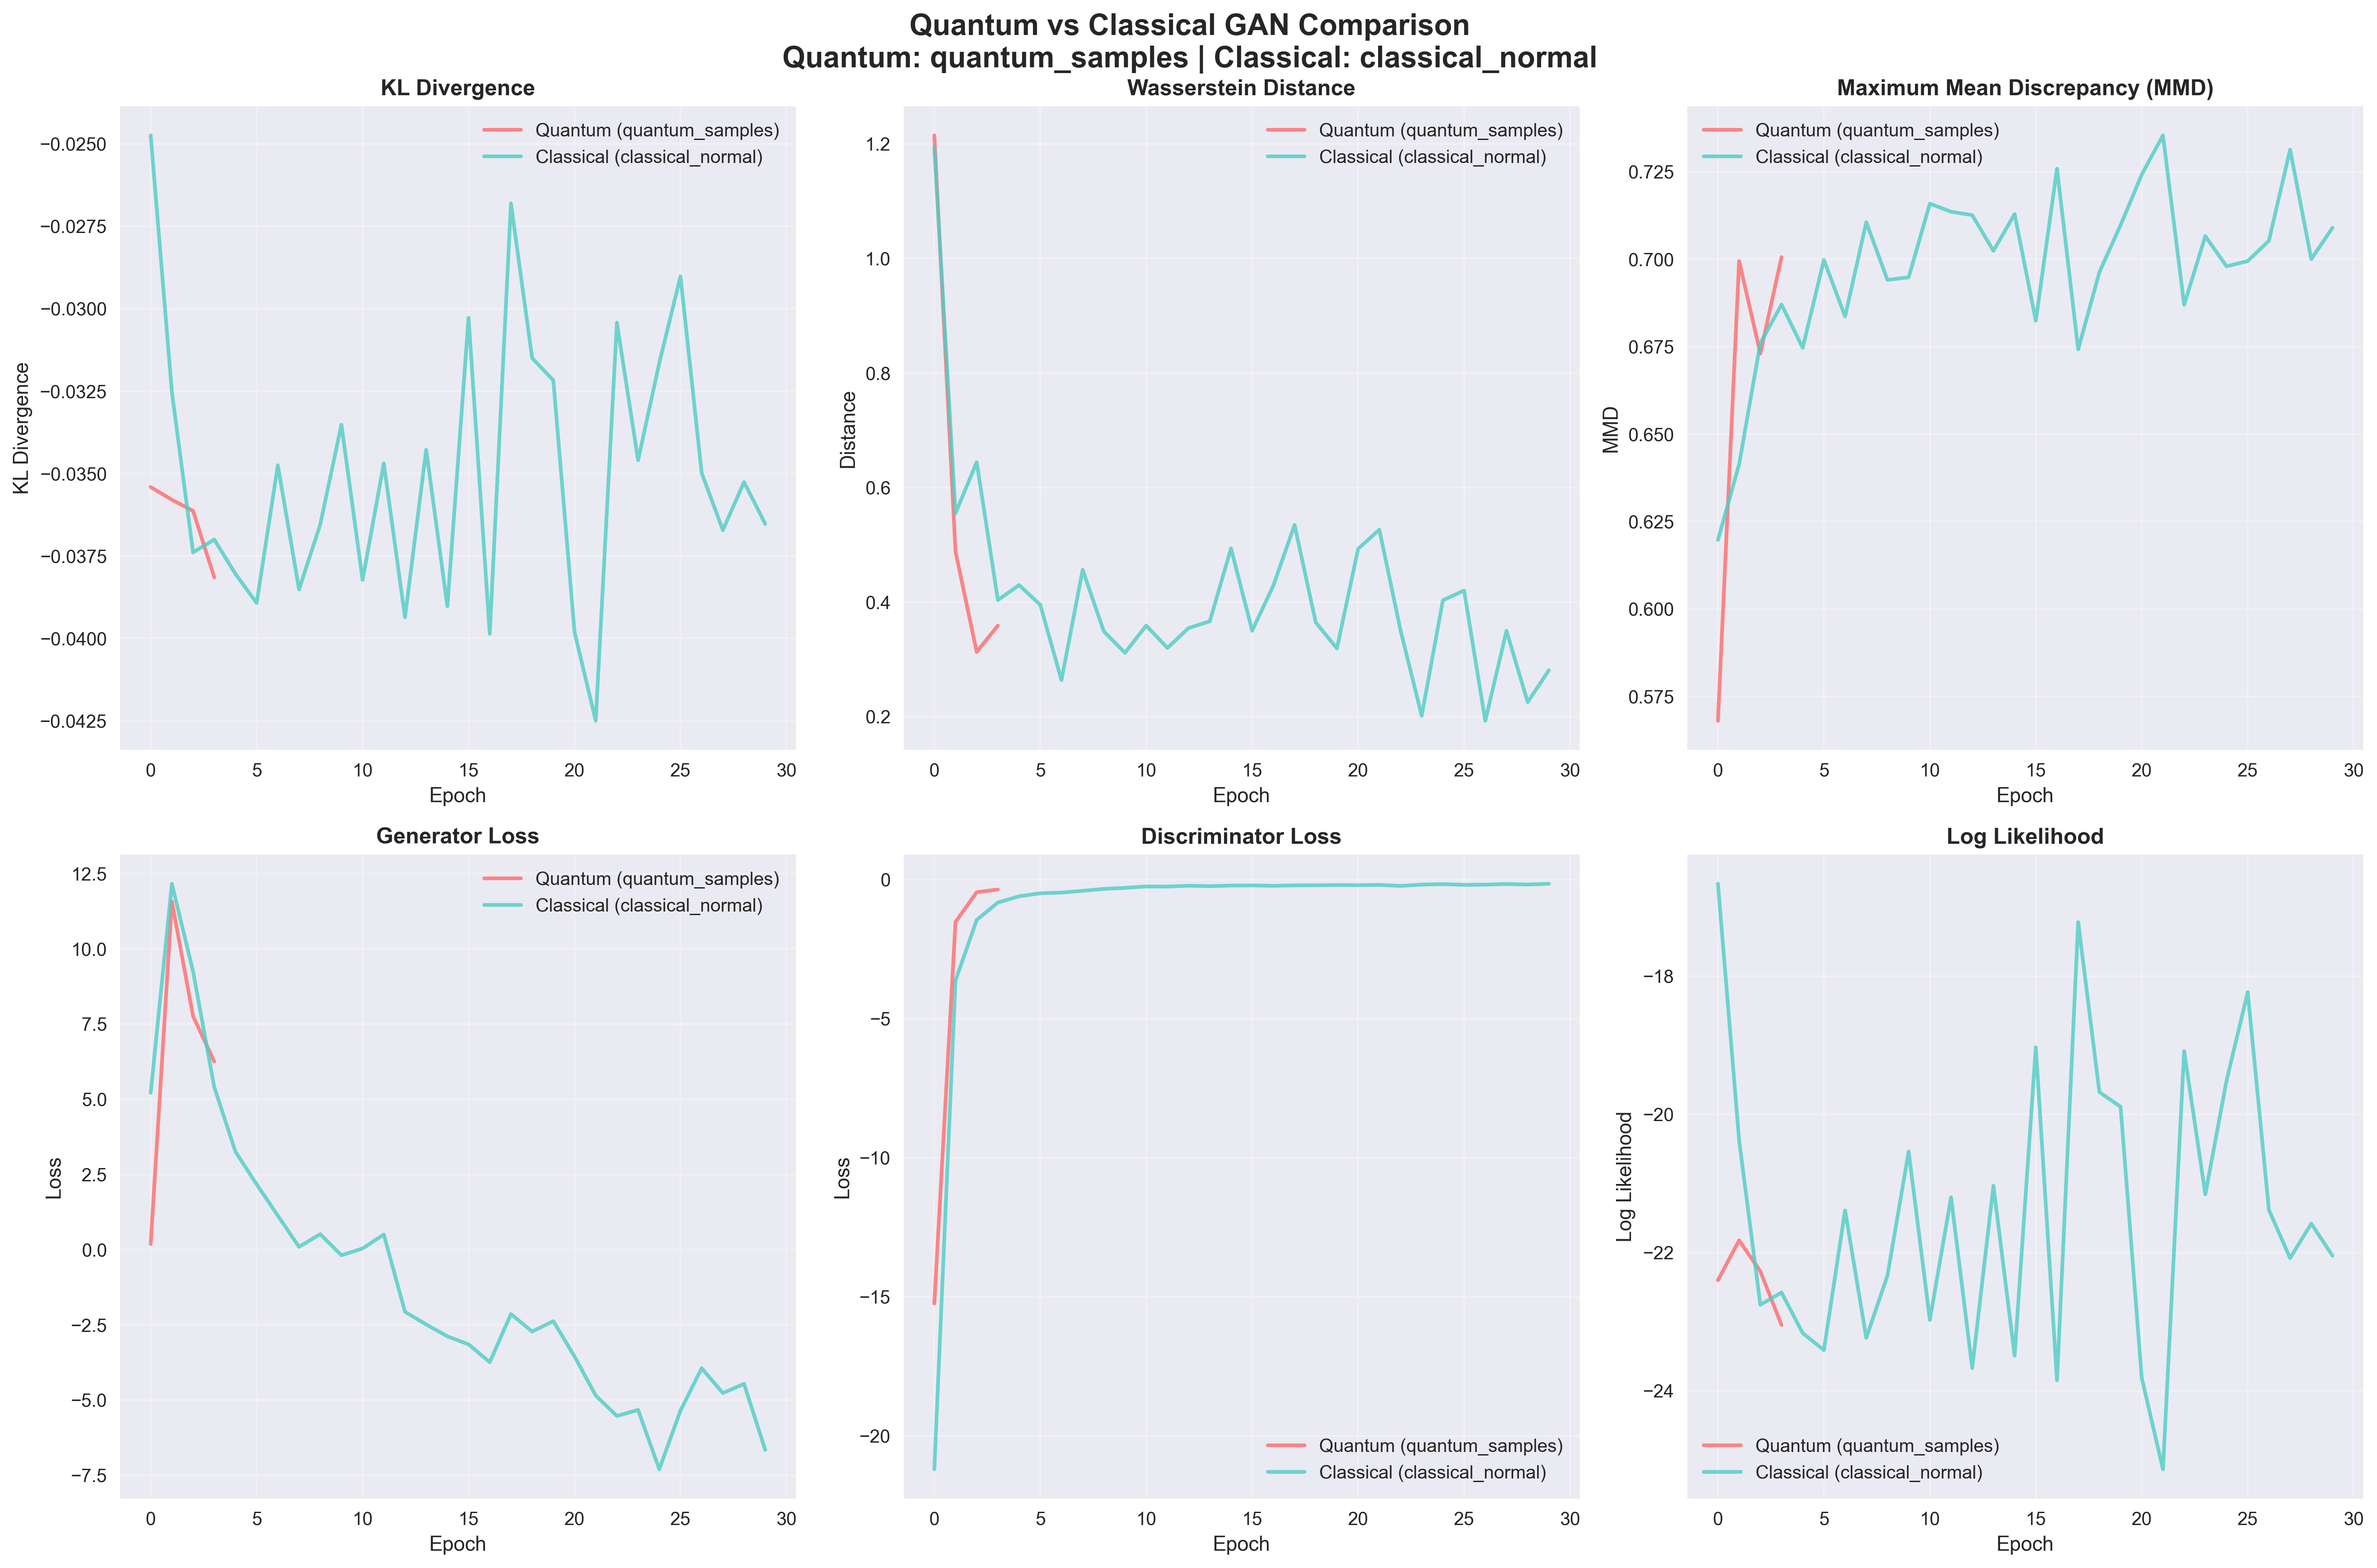 Quantum vs Classical GAN Comparison
Quantum: quantum_samples | Classical: classical_normal
KL Divergence
Quantum (quantum_samples)
Classical (classical_normal)
−0.0250
−0.0275
−0.0300
−0.0325
−0.0350
−0.0375
−0.0400
−0.0425
KL Divergence
0 5 10 15 20 25 30
Epoch
Wasserstein Distance
Quantum (quantum_samples)
Classical (classical_normal)
1.2
1.0
0.8
0.6
0.4
0.2
Distance
0 5 10 15 20 25 30
Epoch
Maximum Mean Discrepancy (MMD)
Quantum (quantum_samples)
Classical (classical_normal)
0.725
0.700
0.675
0.650
0.625
0.600
0.575
MMD
0 5 10 15 20 25 30
Epoch
Generator Loss
Quantum (quantum_samples)
Classical (classical_normal)
12.5
10.0
7.5
5.0
2.5
0.0
−2.5
−5.0
−7.5
Loss
0 5 10 15 20 25 30
Epoch
Discriminator Loss
0
−5
−10
−15
−20
Loss
Quantum (quantum_samples)
Classical (classical_normal)
0 5 10 15 20 25 30
Epoch
Log Likelihood
−18
−20
−22
−24
Log Likelihood
Quantum (quantum_samples)
Classical (classical_normal)
0 5 10 15 20 25 30
Epoch